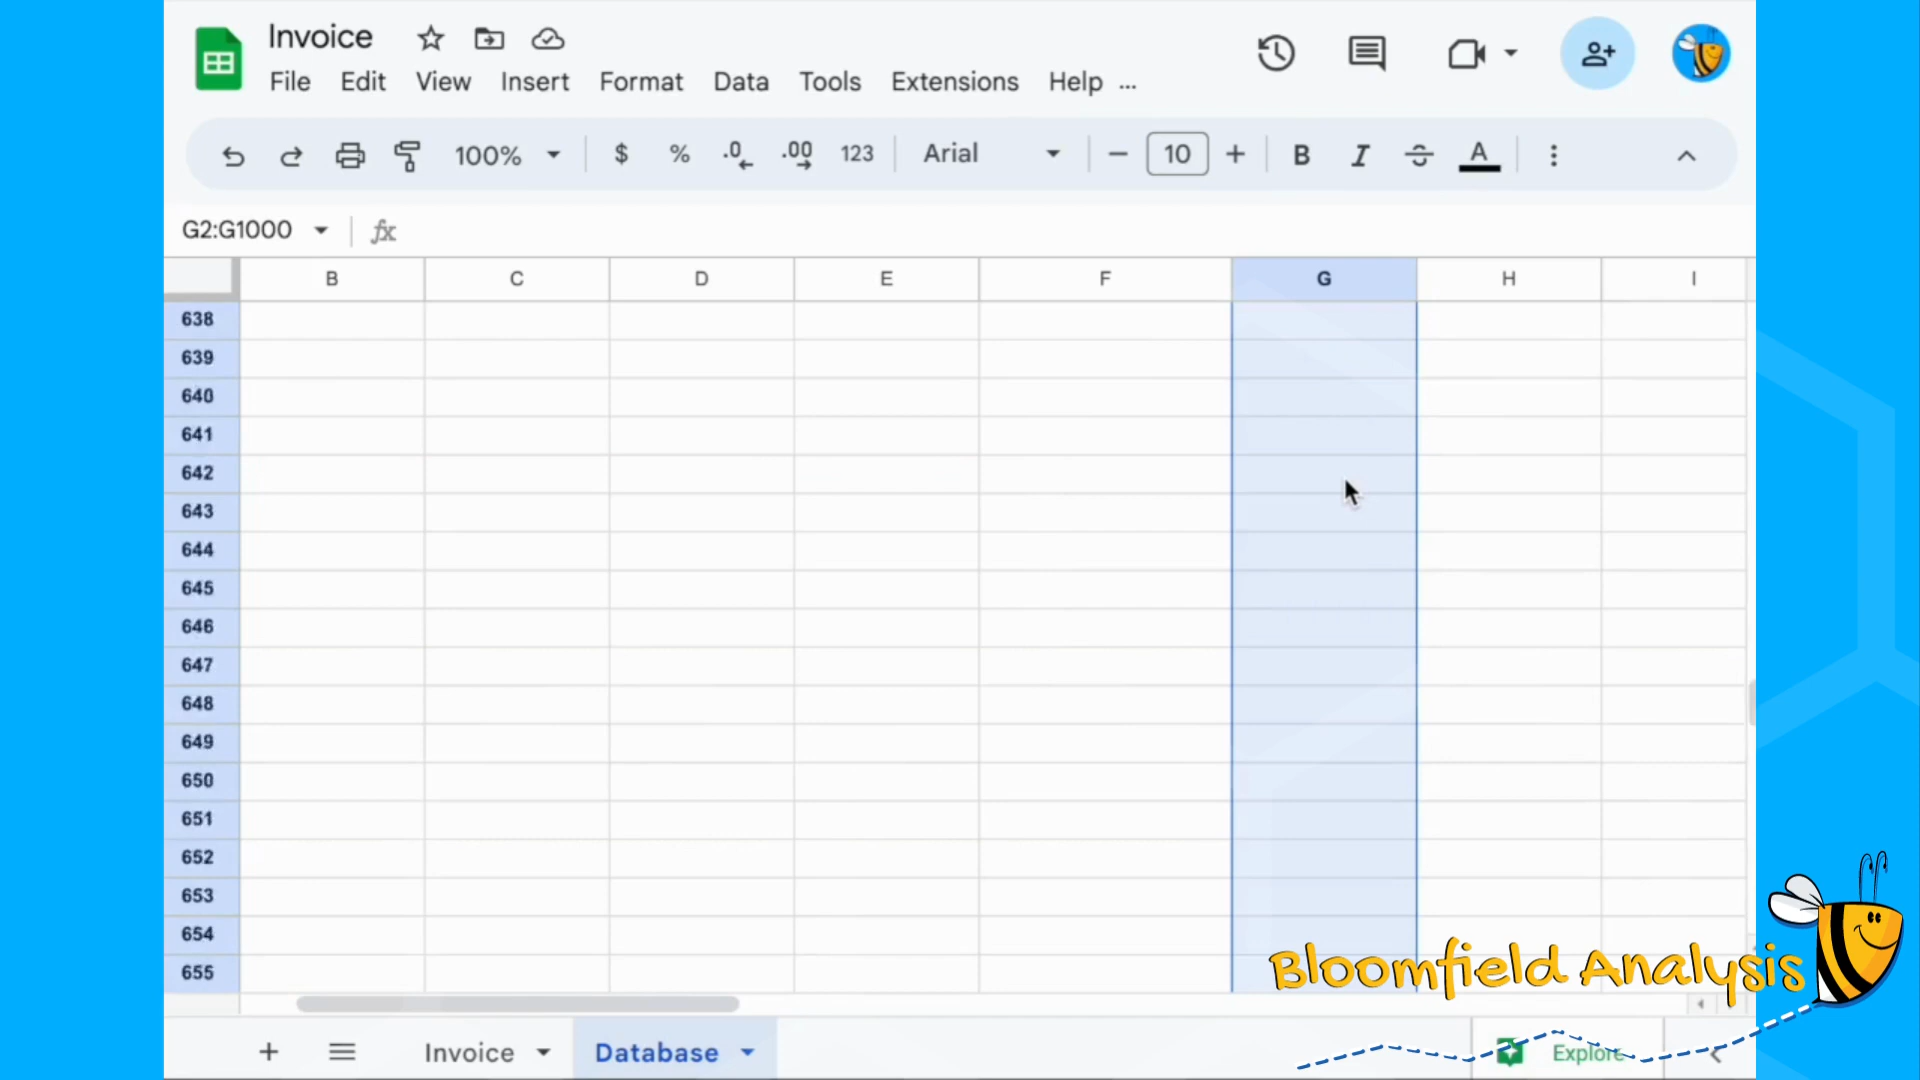 Invoice
File Edit View Insert Format Data Tools Extensions Help ...
100% $ % .0 .00 123 Arial 10 B I S A
G2:G1000 fx
B C D E F G H I
638
639
640
641
642
643
644
645
646
647
648
649
650
651
652
653
654
655
Bloomfield Analysis
Invoice Database Explore